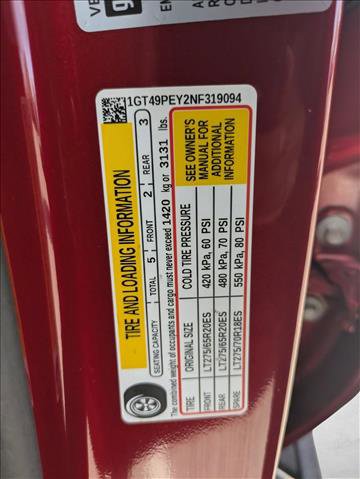 1GT49PEY2NF319094
TIRE AND LOADING INFORMATION
SEATING CAPACITY TOTAL 5 FRONT 2 REAR 3
The combined weight of occupants and cargo must never exceed 1420 kg or 3131 lbs.
TIRE ORIGINAL SIZE COLD TIRE PRESSURE
FRONT LT275/65R20ES 420 kPa, 60 PSI
REAR LT275/65R20ES 480 kPa, 70 PSI
SPARE LT275/70R18ES 550 kPa, 80 PSI
SEE OWNER'S
MANUAL FOR
ADDITIONAL
INFORMATION